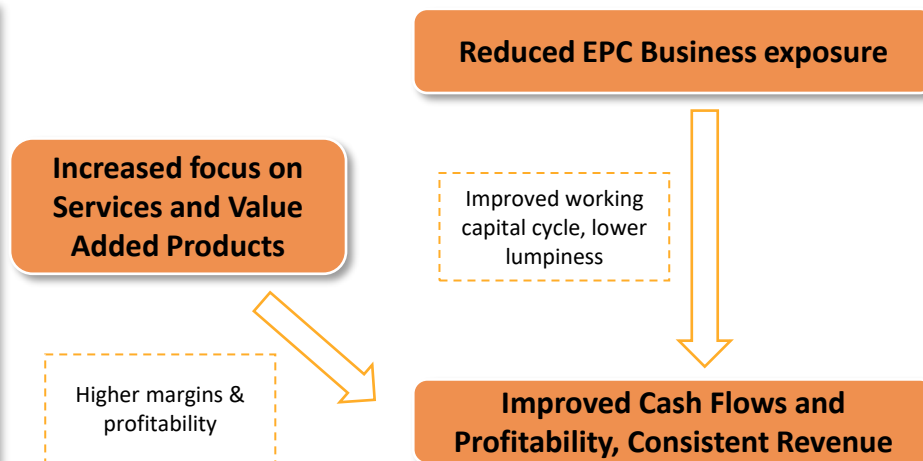 Reduced EPC Business exposure
Increased focus on
Services and Value
Added Products
Improved working
capital cycle, lower
lumpiness
Higher margins &
profitability
Improved Cash Flows and
Profitability, Consistent Revenue